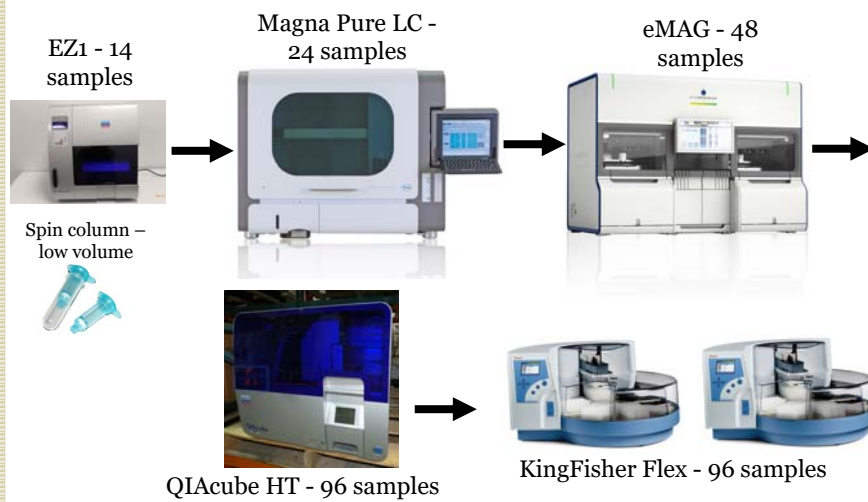 EZ1 - 14
samples
Magna Pure LC -
24 samples
eMAG - 48
samples
Spin column –
low volume
QIAcube HT - 96 samples
KingFisher Flex - 96 samples